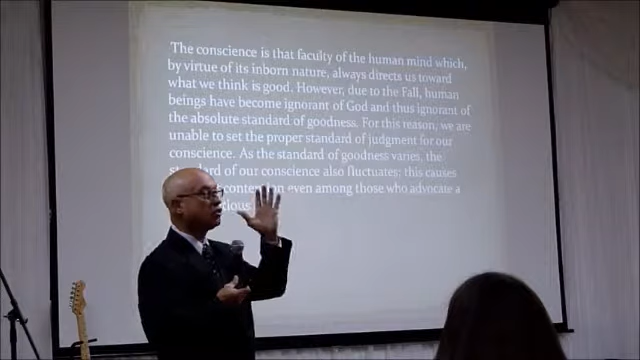 The conscience is that faculty of the human mind which,
by virtue of its inborn nature, always directs us toward
what we think is good. However, due to the Fall, human
beings have become ignorant of God and thus ignorant of
the absolute standard of goodness. For this reason, we are
unable to set the proper standard of judgment for our
conscience. As the standard of goodness varies, the
standard of our conscience also fluctuates; this causes
contention even among those who advocate a